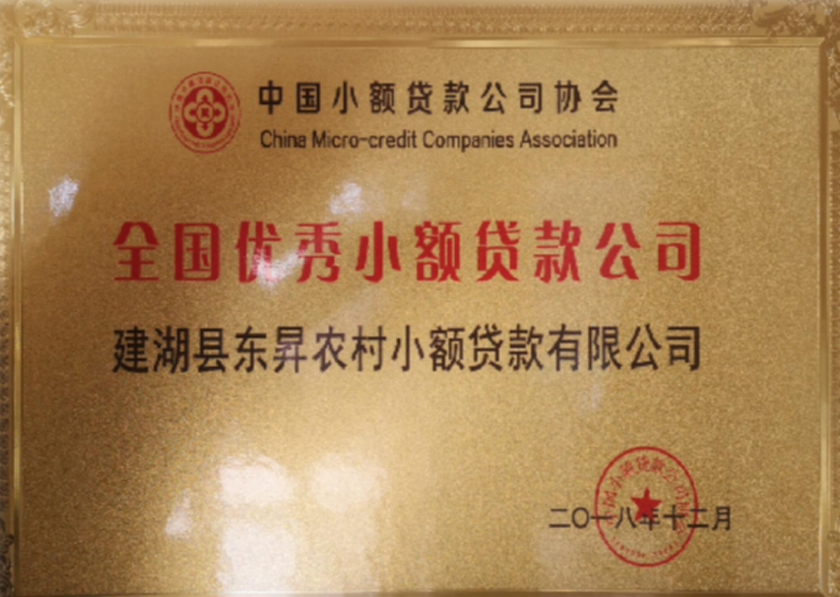 中国小额贷款公司协会
China Micro-credit Companies Association
全国优秀小额贷款公司
建湖县东昇农村小额贷款有限公司
二〇一八年十二月